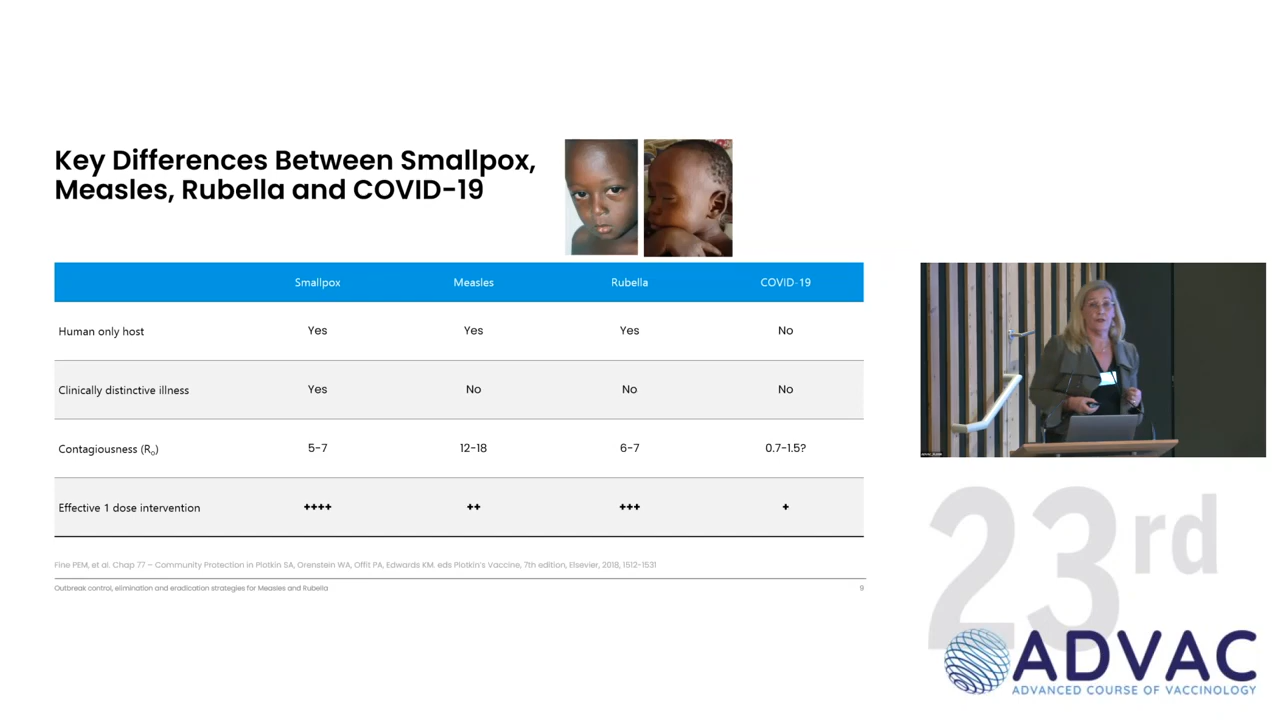 Key Differences Between Smallpox,
Measles, Rubella and COVID-19
Smallpox Measles Rubella COVID-19
Human only host Yes Yes Yes No
Clinically distinctive illness Yes No No No
Contagiousness (R₀) 5-7 12-18 6-7 0.7-1.5?
Effective 1 dose intervention ++++ ++ +++ +
Fine PEM, et al. Chap 77 – Community Protection in Plotkin SA, Orenstein WA, Offit PA, Edwards KM. eds Plotkin's Vaccine, 7th edition, Elsevier, 2018, 1512-1531
Outbreak control, elimination and eradication strategies for Measles and Rubella 9
23rd
ADVAC
ADVANCED COURSE OF VACCINOLOGY